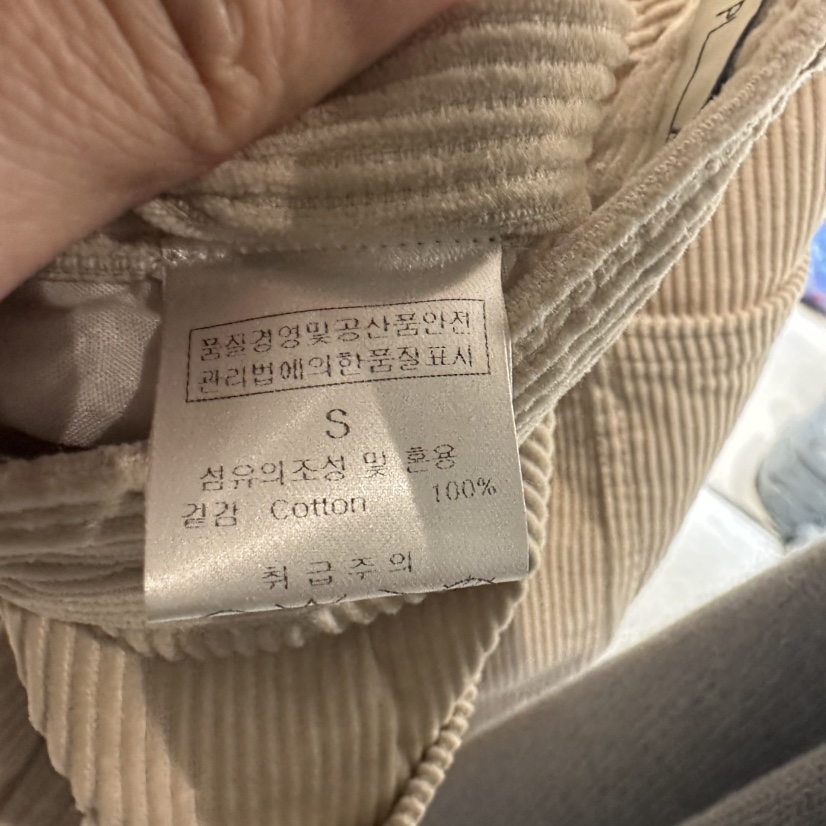 품질경영및공산품안전
관리법에의한품질표시
S
섬유의조성 및 혼용
겉감 Cotton 100%
취급주의